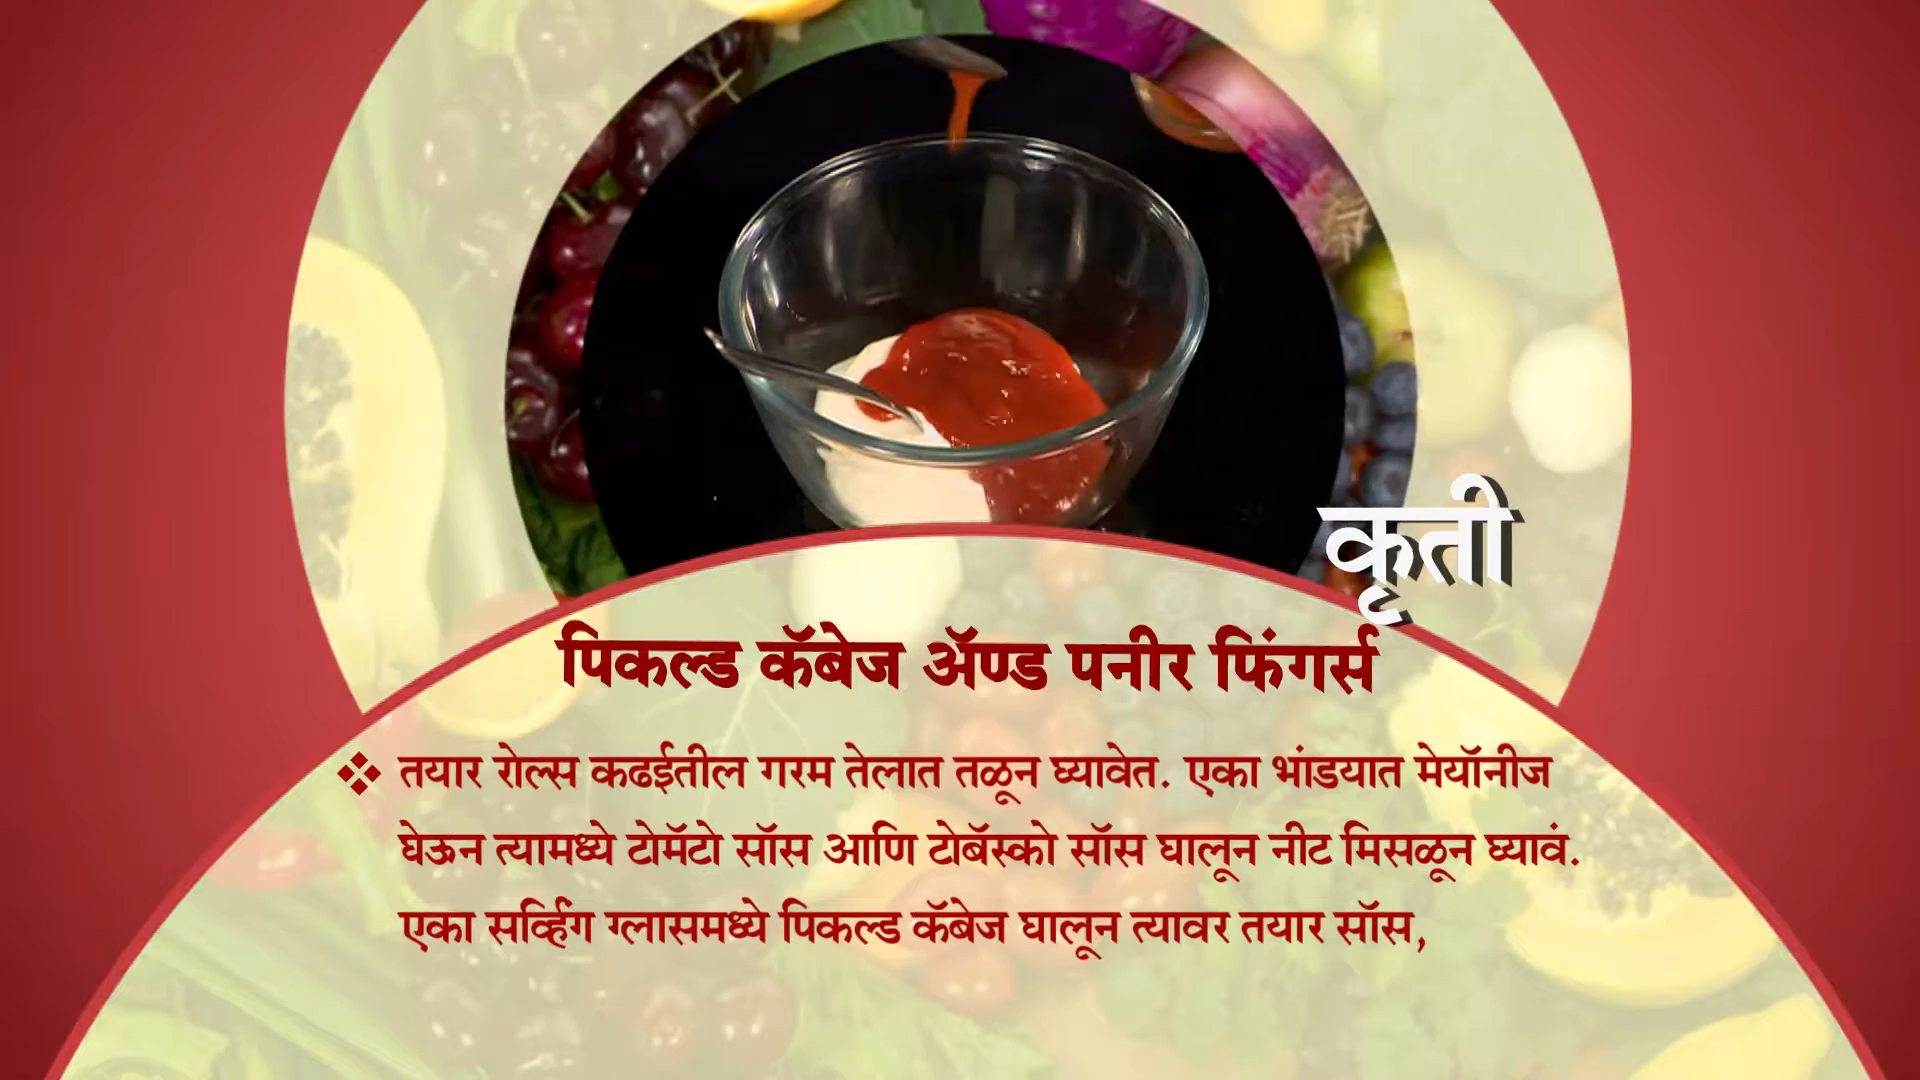 कृती
पिकल्ड कॅबेज ॲण्ड पनीर फिंगर्स
❖ तयार रोल्स कढईतील गरम तेलात तळून घ्यावेत. एका भांडयात मेयॉनीज
घेऊन त्यामध्ये टोमॅटो सॉस आणि टोबॅस्को सॉस घालून नीट मिसळून घ्यावं.
एका सर्व्हिंग ग्लासमध्ये पिकल्ड कॅबेज घालून त्यावर तयार सॉस,